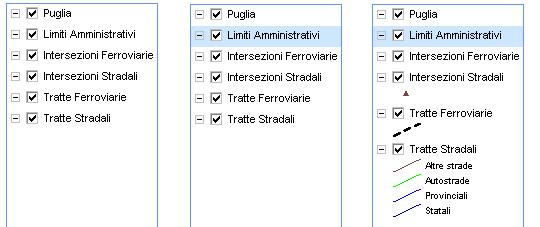 Puglia
Limiti Amministrativi
Intersezioni Ferroviarie
Intersezioni Stradali
Tratte Ferroviarie
Tratte Stradali
Puglia
Limiti Amministrativi
Intersezioni Ferroviarie
Intersezioni Stradali
Tratte Ferroviarie
Tratte Stradali
Puglia
Limiti Amministrativi
Intersezioni Ferroviarie
Intersezioni Stradali
Tratte Ferroviarie
Tratte Stradali
Altre strade
Autostrade
Provinciali
Statali